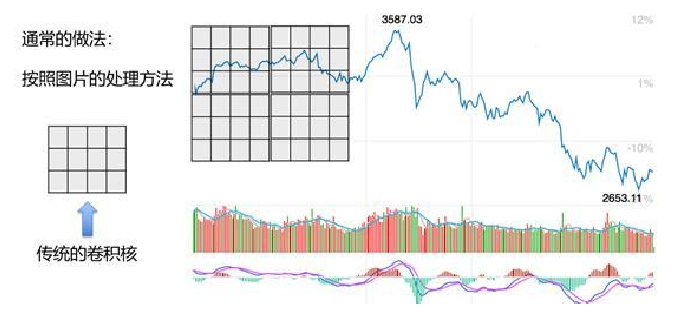 通常的做法:
按照图片的处理方法
传统的卷积核
3587.03
12%
1%
-10%
2653.11
%